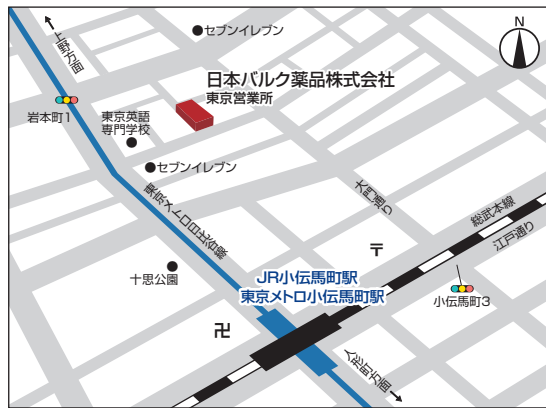 セブンイレブン
N
上野方面
日本バルク薬品株式会社
東京営業所
岩本町1
東京英語
専門学校
セブンイレブン
東京メトロ日比谷線
大門通り
総武本線
江戸通り
〒
十思公園
JR小伝馬町駅
東京メトロ小伝馬町駅
小伝馬町3
卍
人形町方面